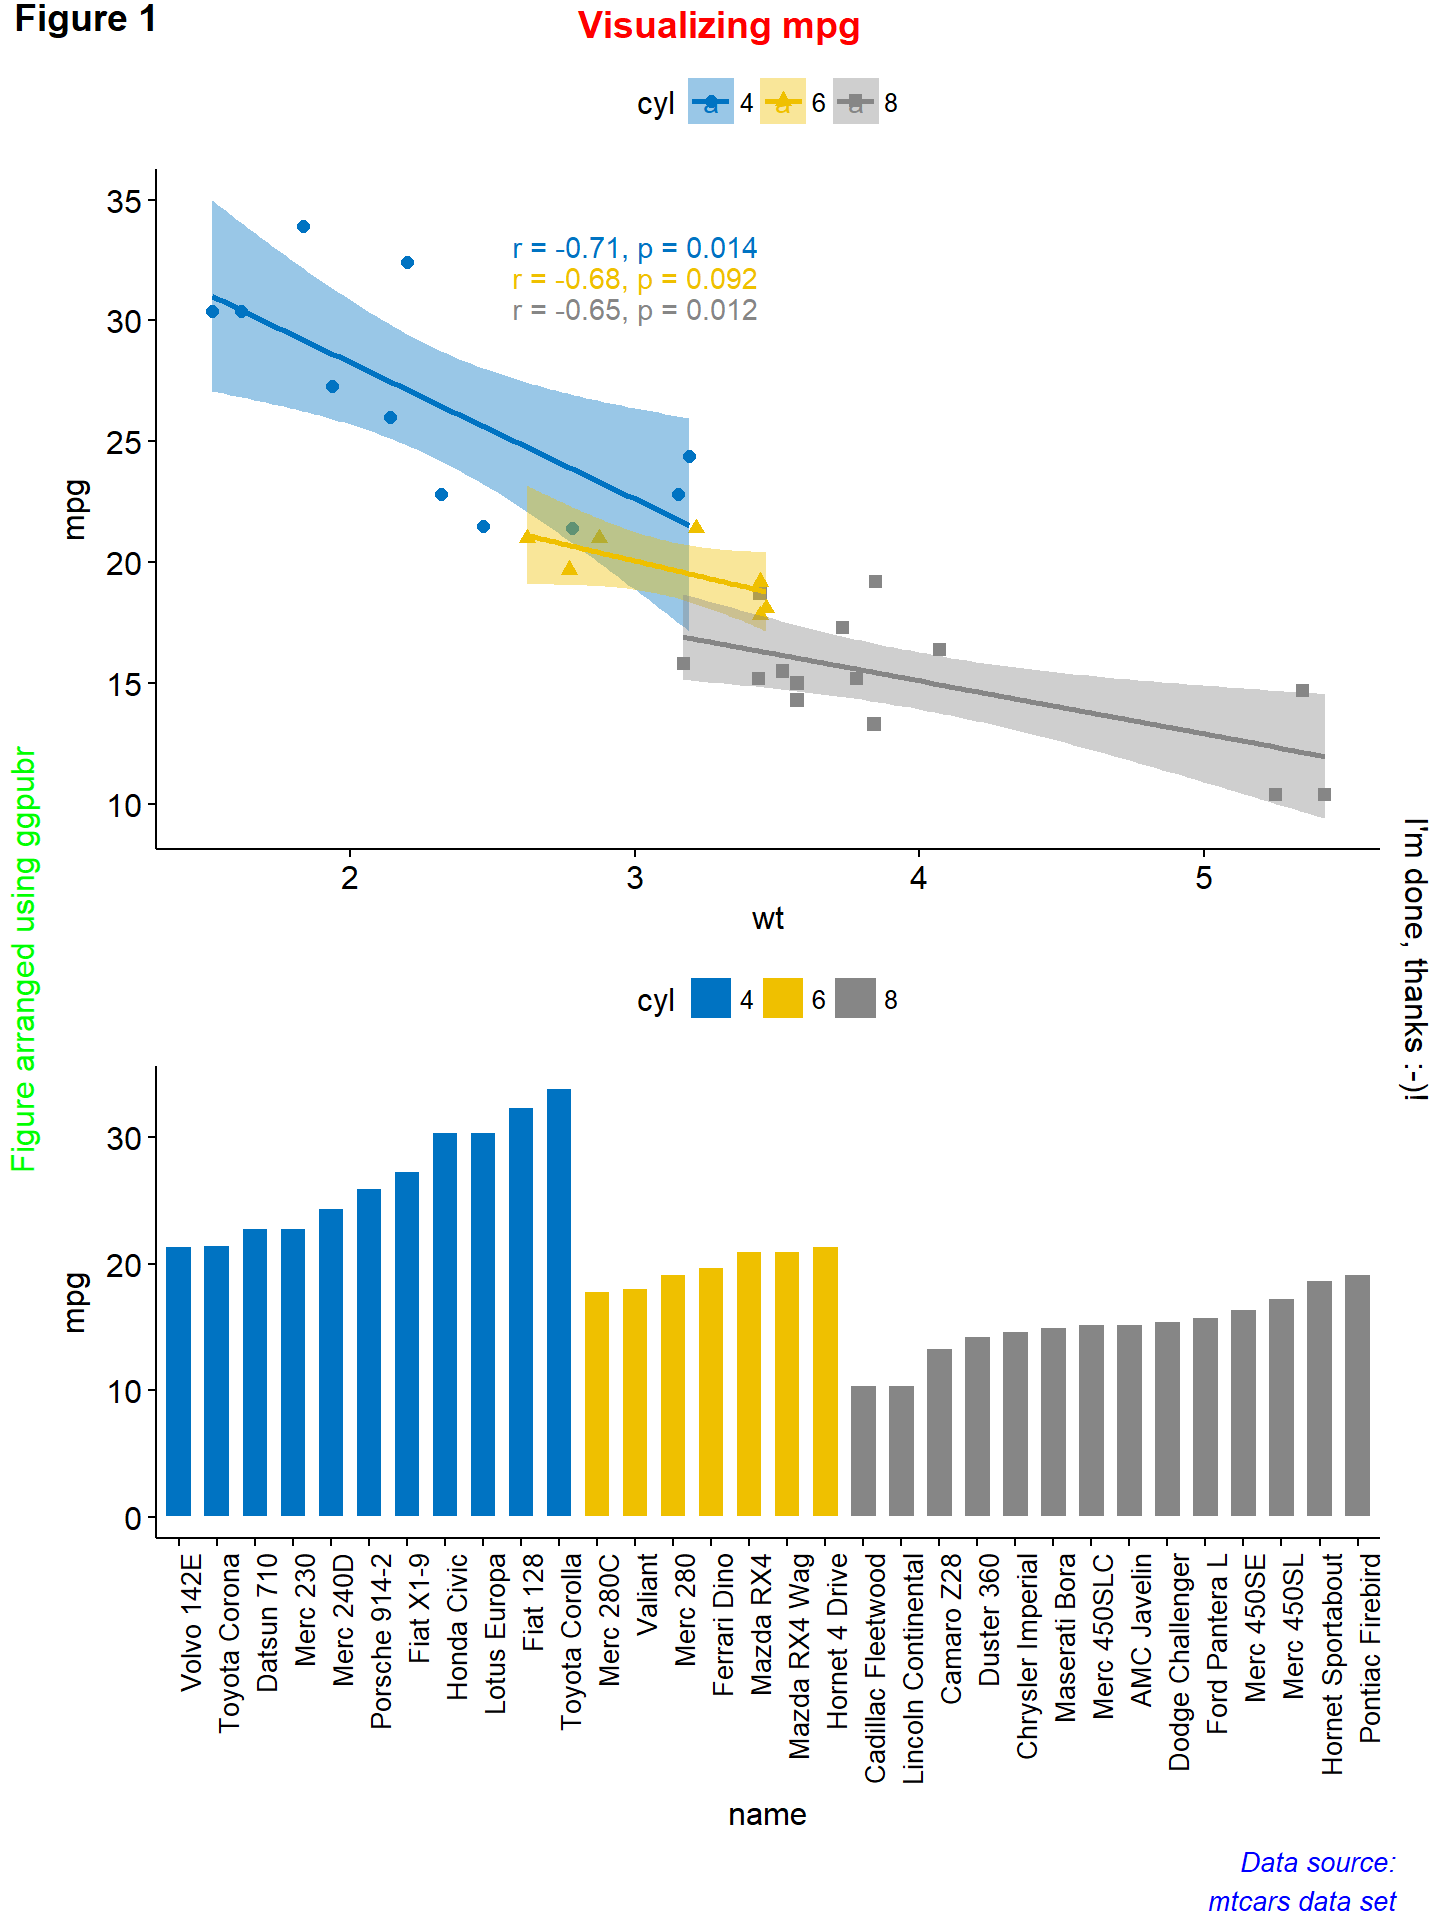 Figure 1
Visualizing mpg
cyl a 4 a 6 a 8
35
30
25
20
15
10
mpg
r = -0.71, p = 0.014
r = -0.68, p = 0.092
r = -0.65, p = 0.012
2 3 4 5
wt
Figure arranged using ggpubr
I'm done, thanks :-)!
cyl 4 6 8
30
20
10
0
mpg
Volvo 142E
Toyota Corona
Datsun 710
Merc 230
Merc 240D
Porsche 914-2
Fiat X1-9
Honda Civic
Lotus Europa
Fiat 128
Toyota Corolla
Merc 280C
Valiant
Merc 280
Ferrari Dino
Mazda RX4
Mazda RX4 Wag
Hornet 4 Drive
Cadillac Fleetwood
Lincoln Continental
Camaro Z28
Duster 360
Chrysler Imperial
Maserati Bora
Merc 450SLC
AMC Javelin
Dodge Challenger
Ford Pantera L
Merc 450SE
Merc 450SL
Hornet Sportabout
Pontiac Firebird
name
Data source:
mtcars data set